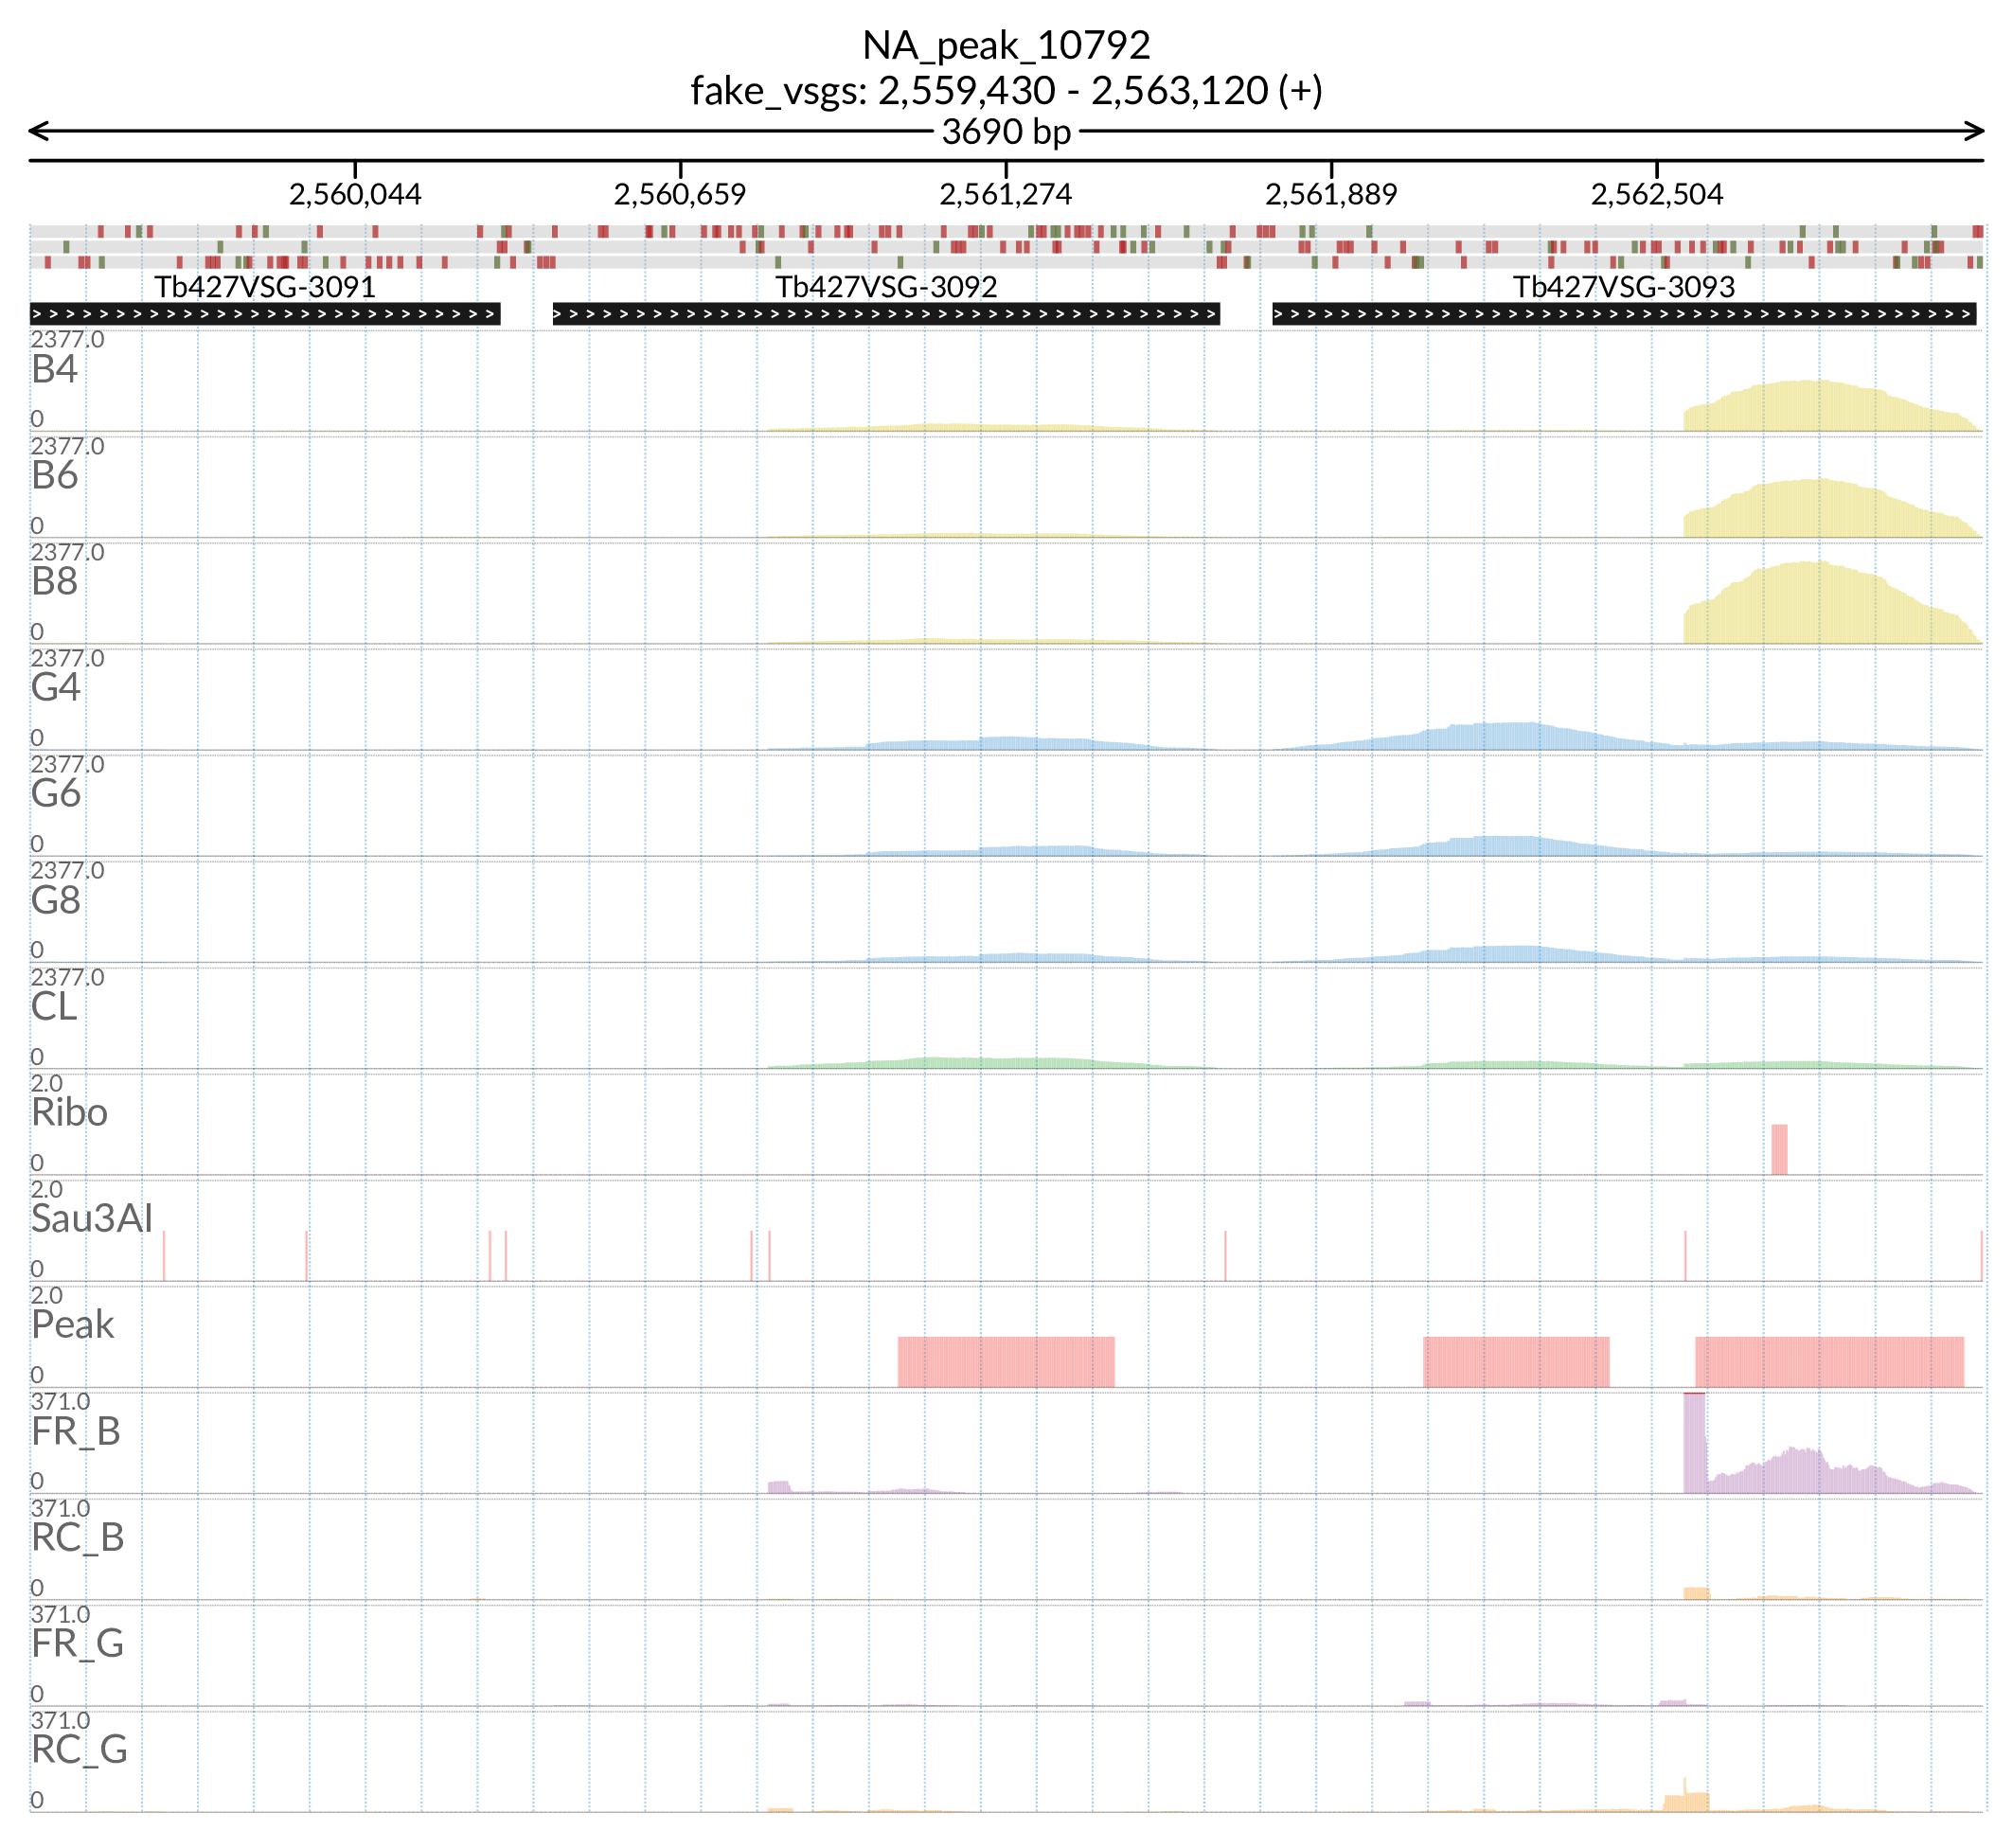 NA_peak_10792
fake_vsgs: 2,559,430 - 2,563,120 (+)
3690 bp
2,560,044 2,560,659 2,561,274 2,561,889 2,562,504
Tb427VSG-3091 Tb427VSG-3092 Tb427VSG-3093
2377.0
B4
0
2377.0
B6
0
2377.0
B8
0
2377.0
G4
0
2377.0
G6
0
2377.0
G8
0
2377.0
CL
0
2.0
Ribo
0
2.0
Sau3AI
0
2.0
Peak
0
371.0
FR_B
0
371.0
RC_B
0
371.0
FR_G
0
371.0
RC_G
0